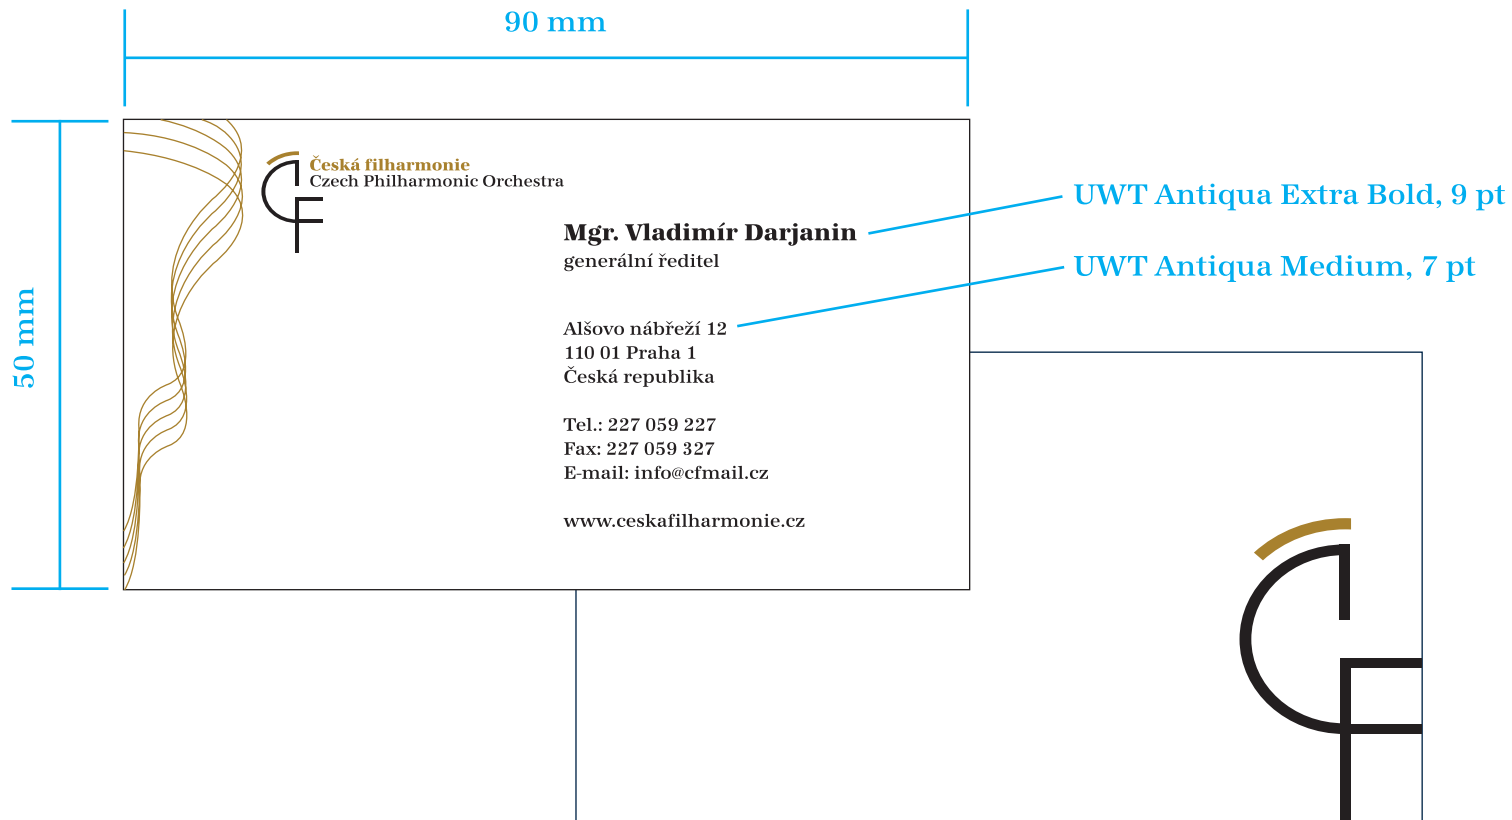 90 mm
50 mm
Česká filharmonie
Czech Philharmonic Orchestra
Mgr. Vladimír Darjanin
generální ředitel
Alšovo nábřeží 12
110 01 Praha 1
Česká republika
Tel.: 227 059 227
Fax: 227 059 327
E-mail: info@cfmail.cz
www.ceskafilharmonie.cz
UWT Antiqua Extra Bold, 9 pt
UWT Antiqua Medium, 7 pt